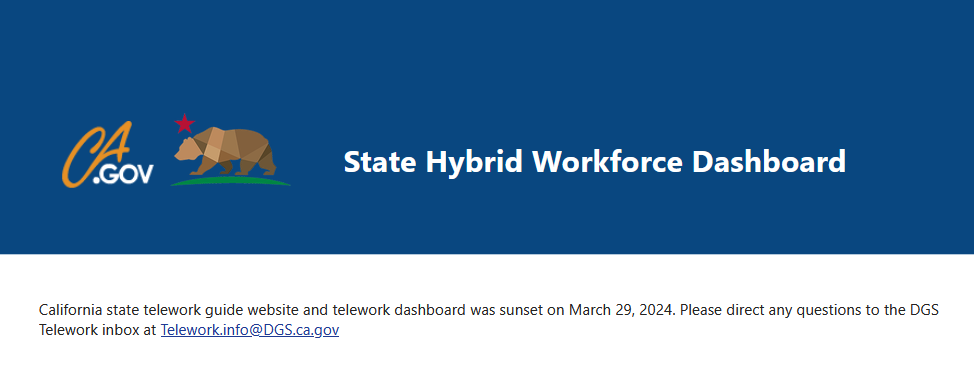 CA
.GOV
State Hybrid Workforce Dashboard
California state telework guide website and telework dashboard was sunset on March 29, 2024. Please direct any questions to the DGS
Telework inbox at Telework.info@DGS.ca.gov